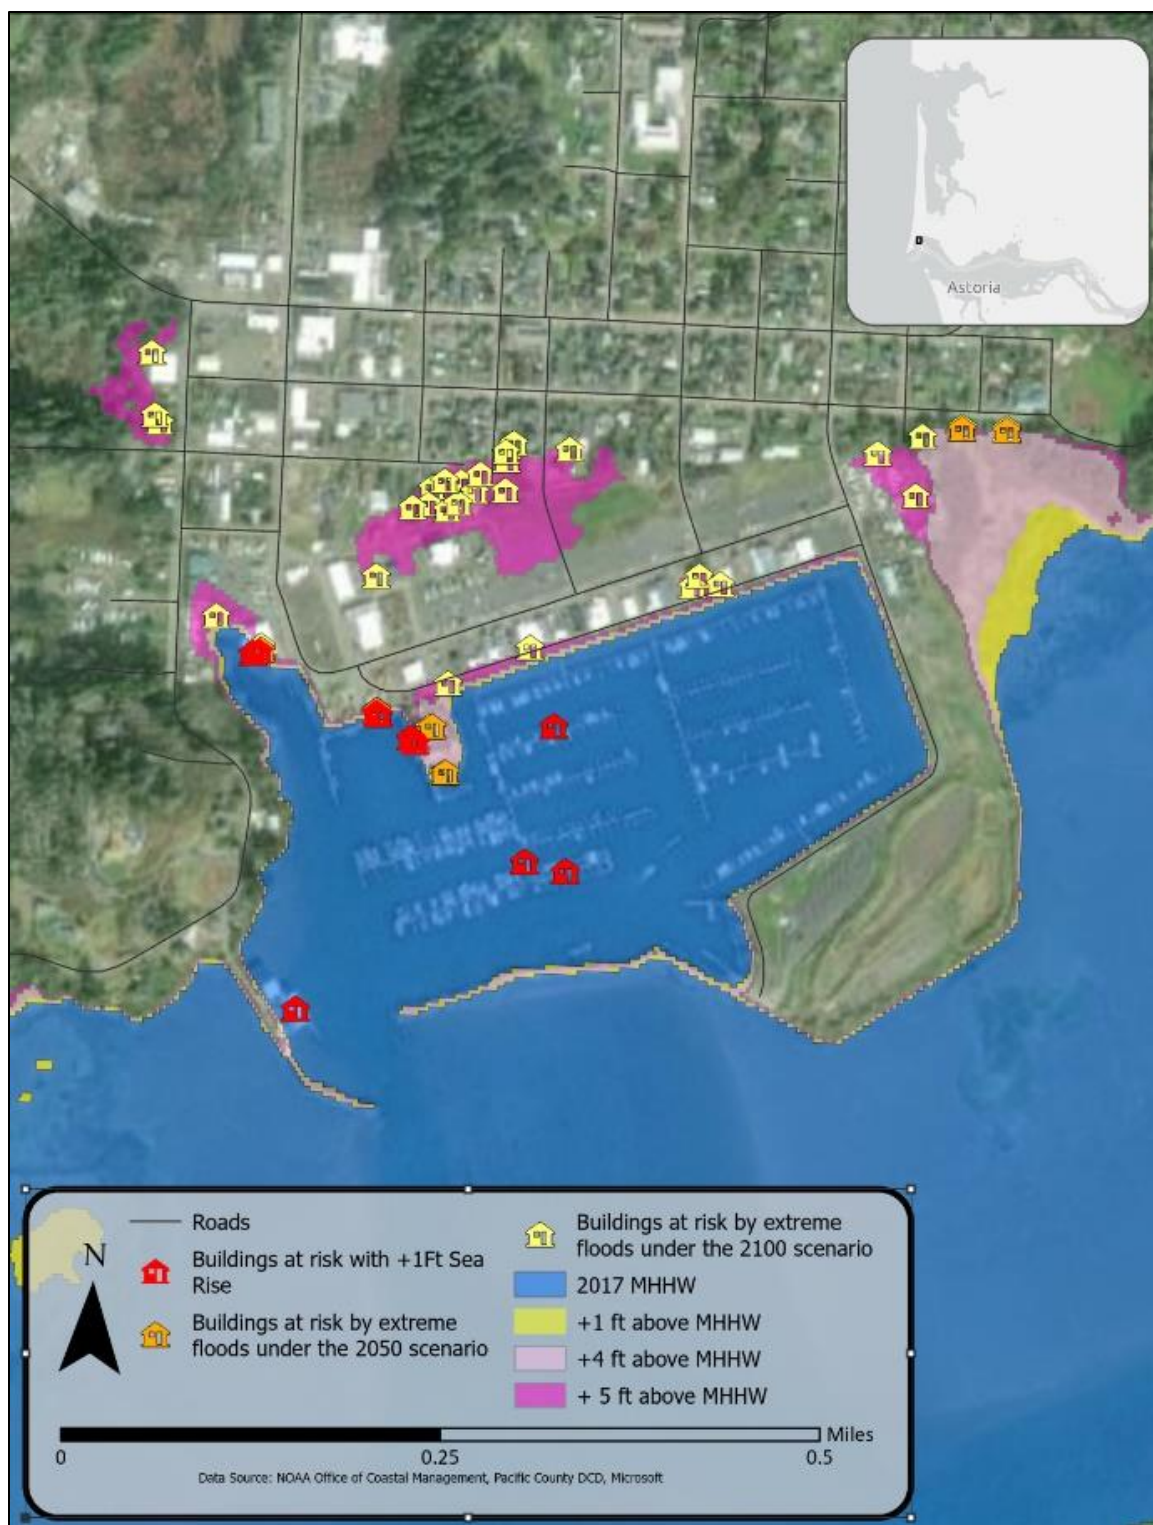 Astoria
N
Roads
Buildings at risk with +1Ft Sea
Rise
Buildings at risk by extreme
floods under the 2050 scenario
Buildings at risk by extreme
floods under the 2100 scenario
2017 MHHW
+1 ft above MHHW
+4 ft above MHHW
+ 5 ft above MHHW
Miles
0
0.25
0.5
Data Source: NOAA Office of Coastal Management, Pacific County DCD, Microsoft